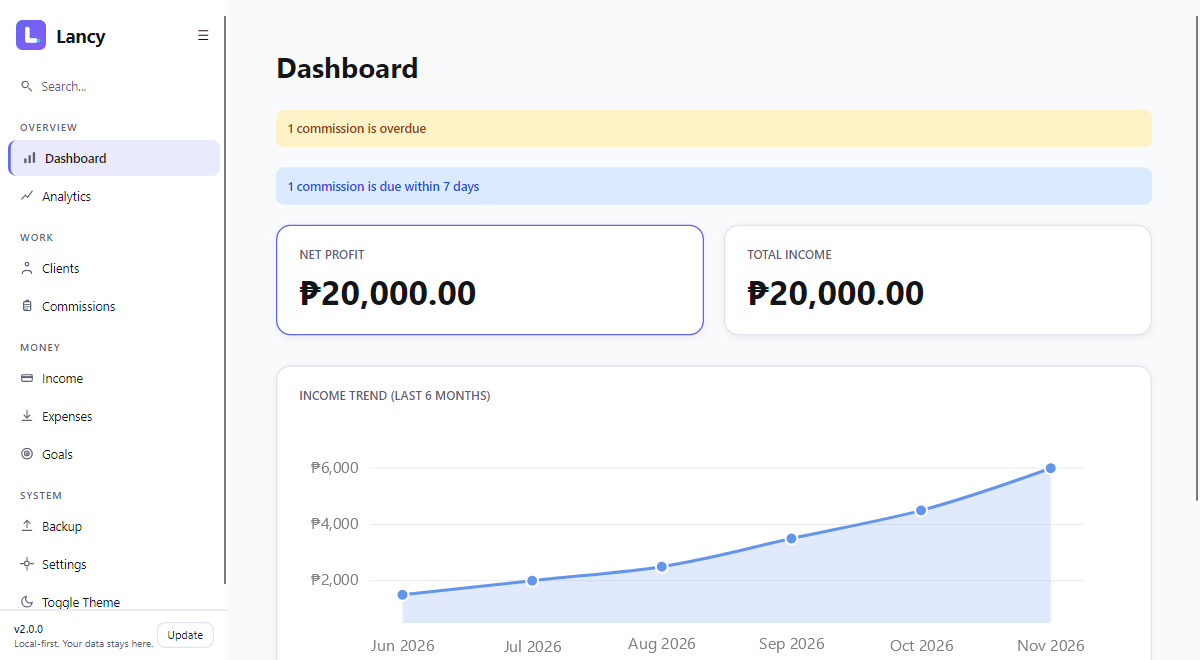 Lancy
Search...
OVERVIEW
Dashboard
Analytics
WORK
Clients
Commissions
MONEY
Income
Expenses
Goals
SYSTEM
Backup
Settings
Toggle Theme
v2.0.0
Local-first. Your data stays here.
Update
Dashboard
1 commission is overdue
1 commission is due within 7 days
NET PROFIT
₱20,000.00
TOTAL INCOME
₱20,000.00
INCOME TREND (LAST 6 MONTHS)
₱6,000
₱4,000
₱2,000
Jun 2026 Jul 2026 Aug 2026 Sep 2026 Oct 2026 Nov 2026